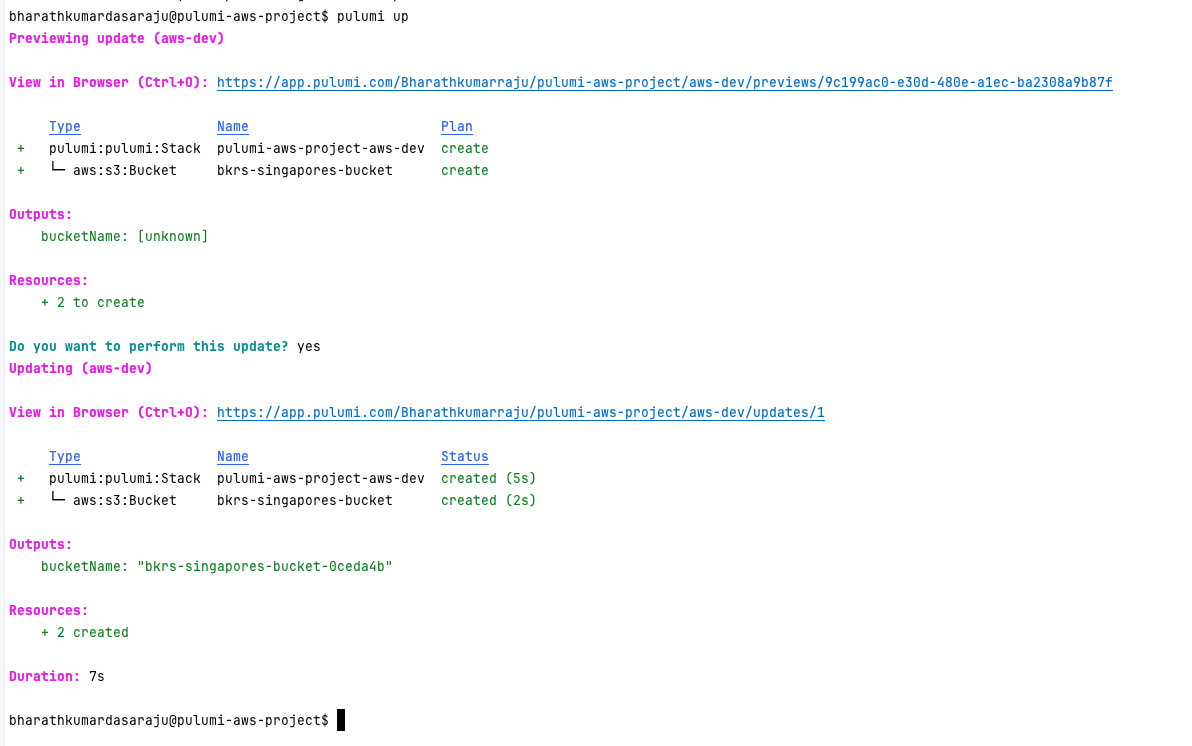 bharathkumardasaraju@pulumi-aws-project$ pulumi up
Previewing update (aws-dev)
View in Browser (Ctrl+O): https://app.pulumi.com/Bharathkumarraju/pulumi-aws-project/aws-dev/previews/9c199ac0-e30d-480e-a1ec-ba2308a9b87f
Type Name Plan
+ pulumi:pulumi:Stack pulumi-aws-project-aws-dev create
+ └─ aws:s3:Bucket bkrs-singapores-bucket create
Outputs:
bucketName: [unknown]
Resources:
+ 2 to create
Do you want to perform this update? yes
Updating (aws-dev)
View in Browser (Ctrl+O): https://app.pulumi.com/Bharathkumarraju/pulumi-aws-project/aws-dev/updates/1
Type Name Status
+ pulumi:pulumi:Stack pulumi-aws-project-aws-dev created (5s)
+ └─ aws:s3:Bucket bkrs-singapores-bucket created (2s)
Outputs:
bucketName: "bkrs-singapores-bucket-0ceda4b"
Resources:
+ 2 created
Duration: 7s
bharathkumardasaraju@pulumi-aws-project$